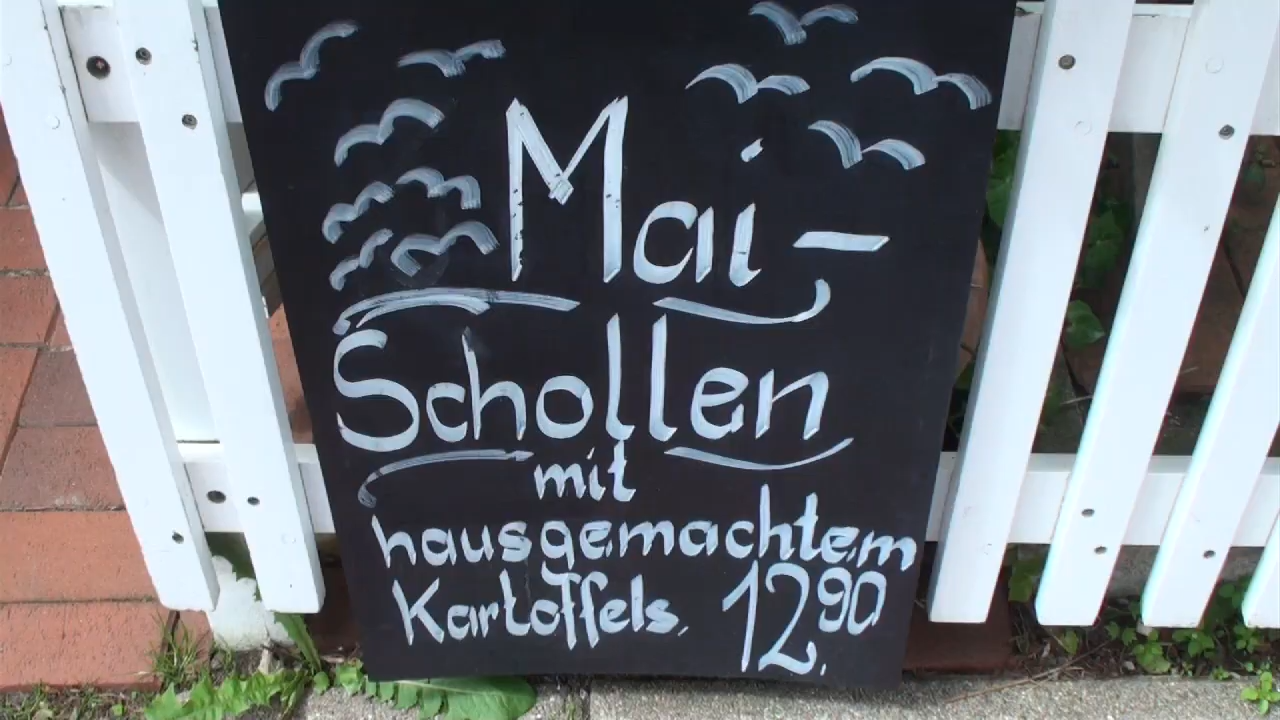 Mai-
Schollen
mit
hausgemachtem
Kartoffels. 12,90